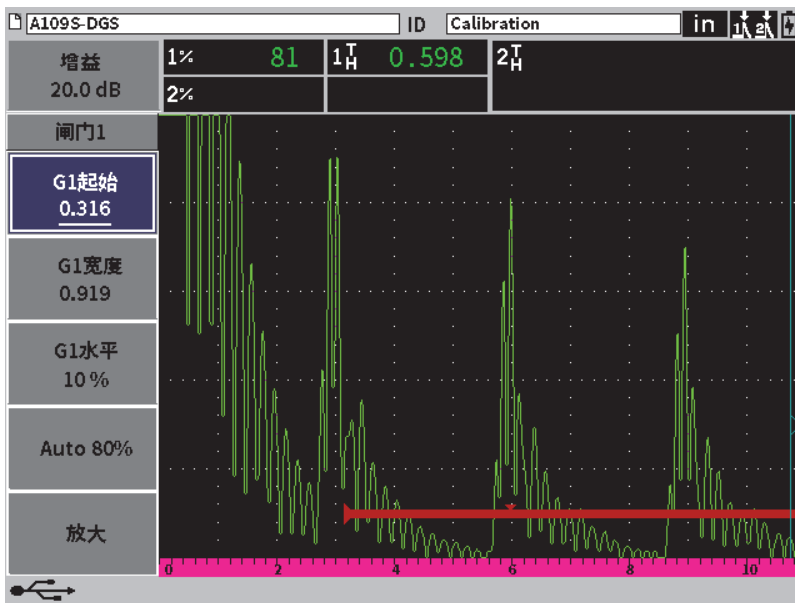 A109S-DGS
ID
Calibration
in
增益
20.0 dB
1%
81
1TH
0.598
2TH
2%
闸门1
G1起始
0.316
G1宽度
0.919
G1水平
10 %
Auto 80%
放大
0 2 4 6 8 10